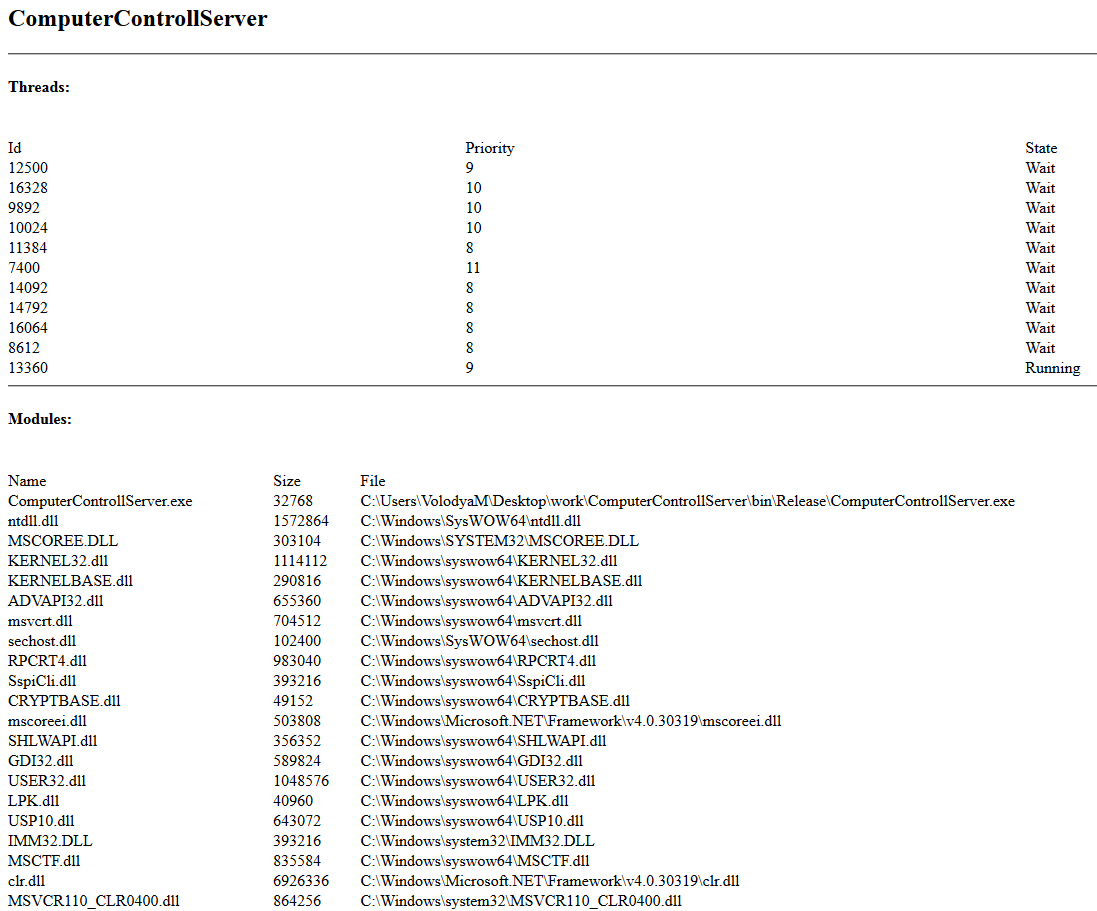 ComputerControllServer
Threads:
Id Priority State
12500 9 Wait
16328 10 Wait
9892 10 Wait
10024 10 Wait
11384 8 Wait
7400 11 Wait
14092 8 Wait
14792 8 Wait
16064 8 Wait
8612 8 Wait
13360 9 Running
Modules:
Name Size File
ComputerControllServer.exe 32768 C:\Users\VolodyaM\Desktop\work\ComputerControllServer\bin\Release\ComputerControllServer.exe
ntdll.dll 1572864 C:\Windows\SysWOW64\ntdll.dll
MSCOREE.DLL 303104 C:\Windows\SYSTEM32\MSCOREE.DLL
KERNEL32.dll 1114112 C:\Windows\syswow64\KERNEL32.dll
KERNELBASE.dll 290816 C:\Windows\syswow64\KERNELBASE.dll
ADVAPI32.dll 655360 C:\Windows\syswow64\ADVAPI32.dll
msvcrt.dll 704512 C:\Windows\syswow64\msvcrt.dll
sechost.dll 102400 C:\Windows\SysWOW64\sechost.dll
RPCRT4.dll 983040 C:\Windows\syswow64\RPCRT4.dll
SspiCli.dll 393216 C:\Windows\syswow64\SspiCli.dll
CRYPTBASE.dll 49152 C:\Windows\syswow64\CRYPTBASE.dll
mscoreei.dll 503808 C:\Windows\Microsoft.NET\Framework\v4.0.30319\mscoreei.dll
SHLWAPI.dll 356352 C:\Windows\syswow64\SHLWAPI.dll
GDI32.dll 589824 C:\Windows\syswow64\GDI32.dll
USER32.dll 1048576 C:\Windows\syswow64\USER32.dll
LPK.dll 40960 C:\Windows\syswow64\LPK.dll
USP10.dll 643072 C:\Windows\syswow64\USP10.dll
IMM32.DLL 393216 C:\Windows\system32\IMM32.DLL
MSCTF.dll 835584 C:\Windows\syswow64\MSCTF.dll
clr.dll 6926336 C:\Windows\Microsoft.NET\Framework\v4.0.30319\clr.dll
MSVCR110_CLR0400.dll 864256 C:\Windows\system32\MSVCR110_CLR0400.dll